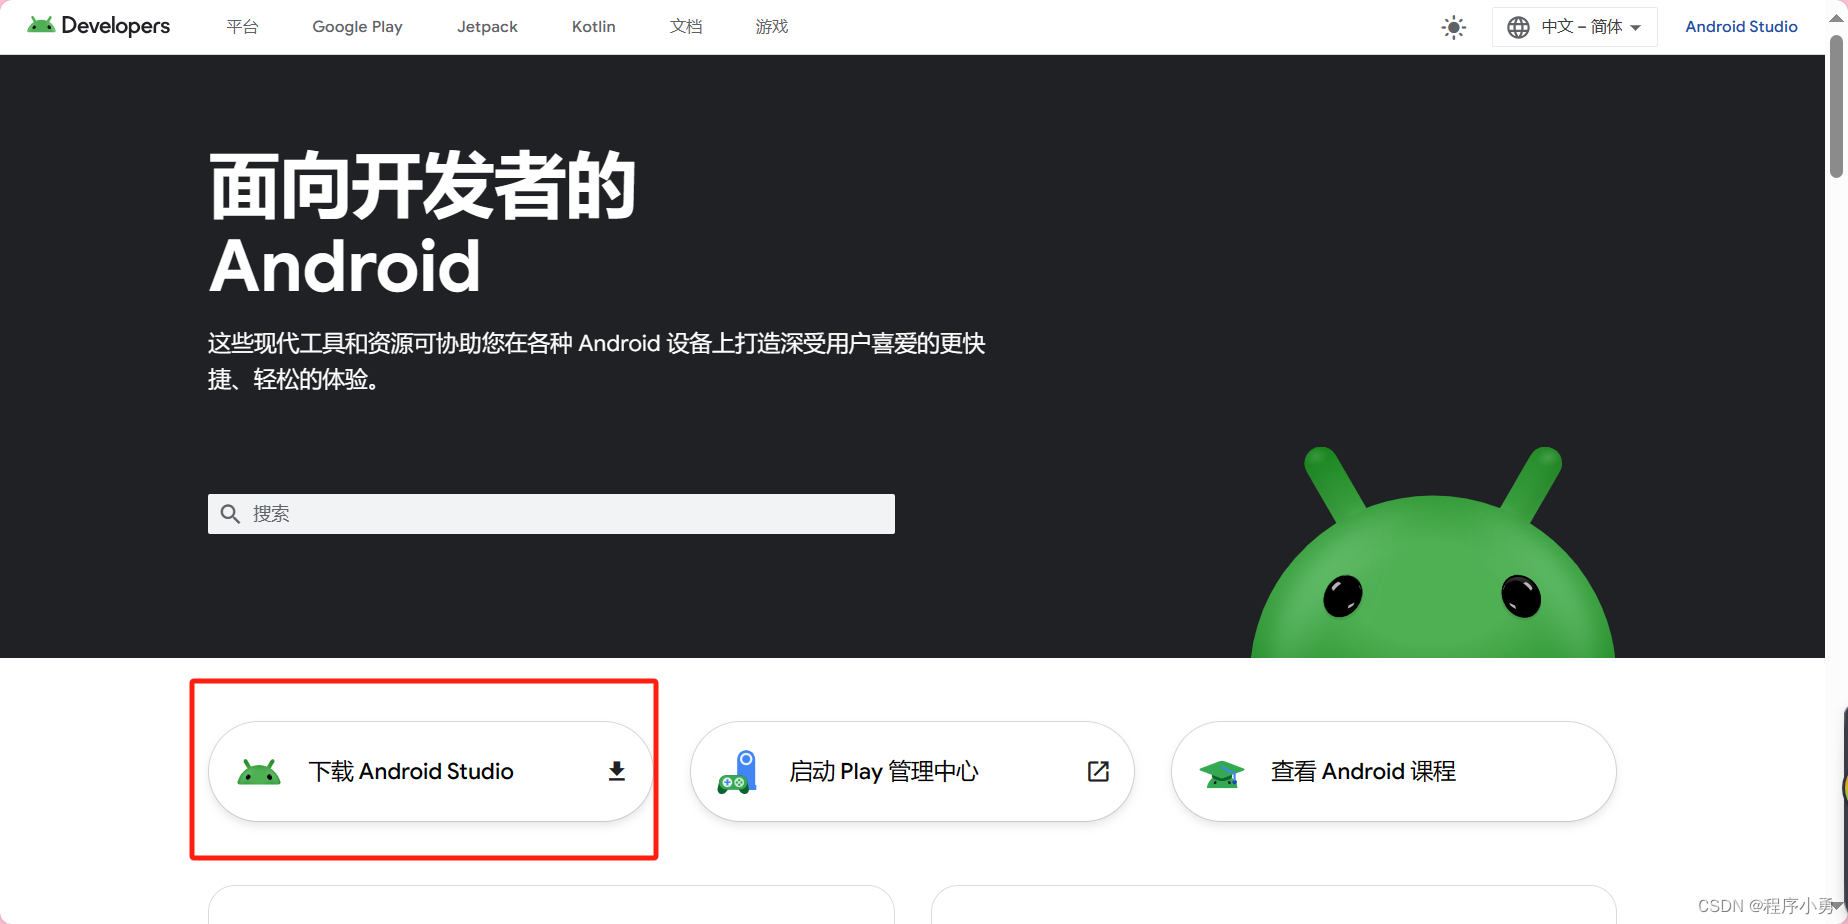 Developers
平台
Google Play
Jetpack
Kotlin
文档
游戏
中文 – 简体
Android Studio
面向开发者的
Android
这些现代工具和资源可协助您在各种 Android 设备上打造深受用户喜爱的更快
捷、轻松的体验。
搜索
下载 Android Studio
启动 Play 管理中心
查看 Android 课程
CSDN @程序小勇